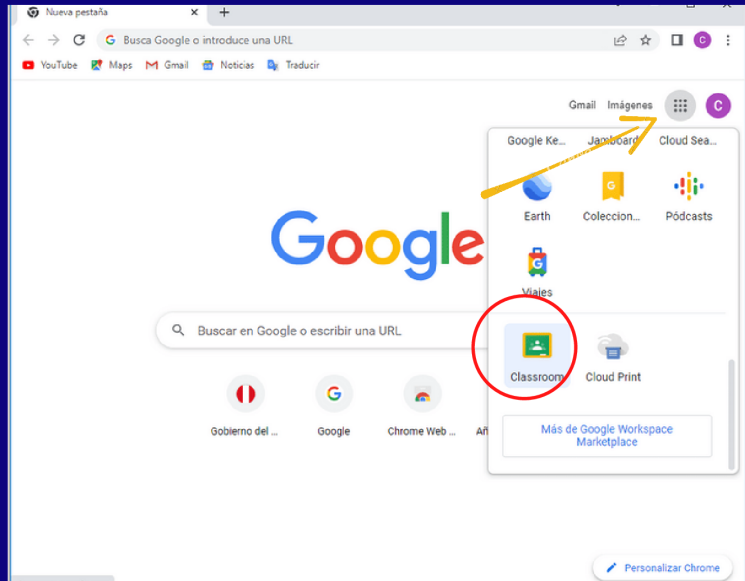 Nueva pestaña
Busca Google o introduce una URL
YouTube Maps Gmail Noticias Traducir
Gmail Imágenes C
Google Ke... Jamboard Cloud Sea...
Earth Coleccion... Pódcasts
Viajes
Google
Buscar en Google o escribir una URL
Classroom Cloud Print
Gobierno del ... Google Chrome Web ... Añ
Más de Google Workspace
Marketplace
Personalizar Chrome